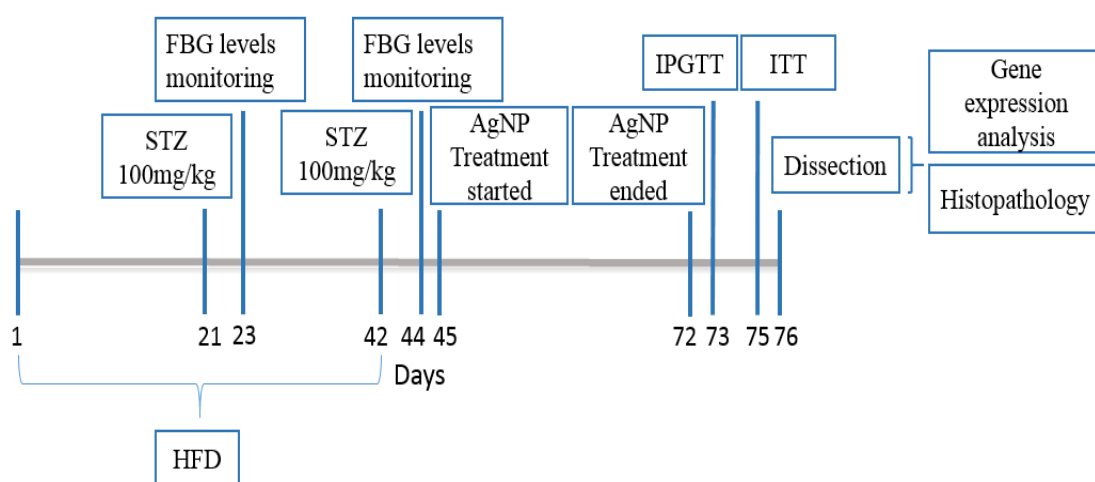 FBG levels
monitoring
FBG levels
monitoring
IPGTT
ITT
Gene
expression
analysis
STZ
100mg/kg
STZ
100mg/kg
AgNP
Treatment
started
AgNP
Treatment
ended
Dissection
Histopathology
1
21
23
42
44
45
72
73
75
76
Days
HFD